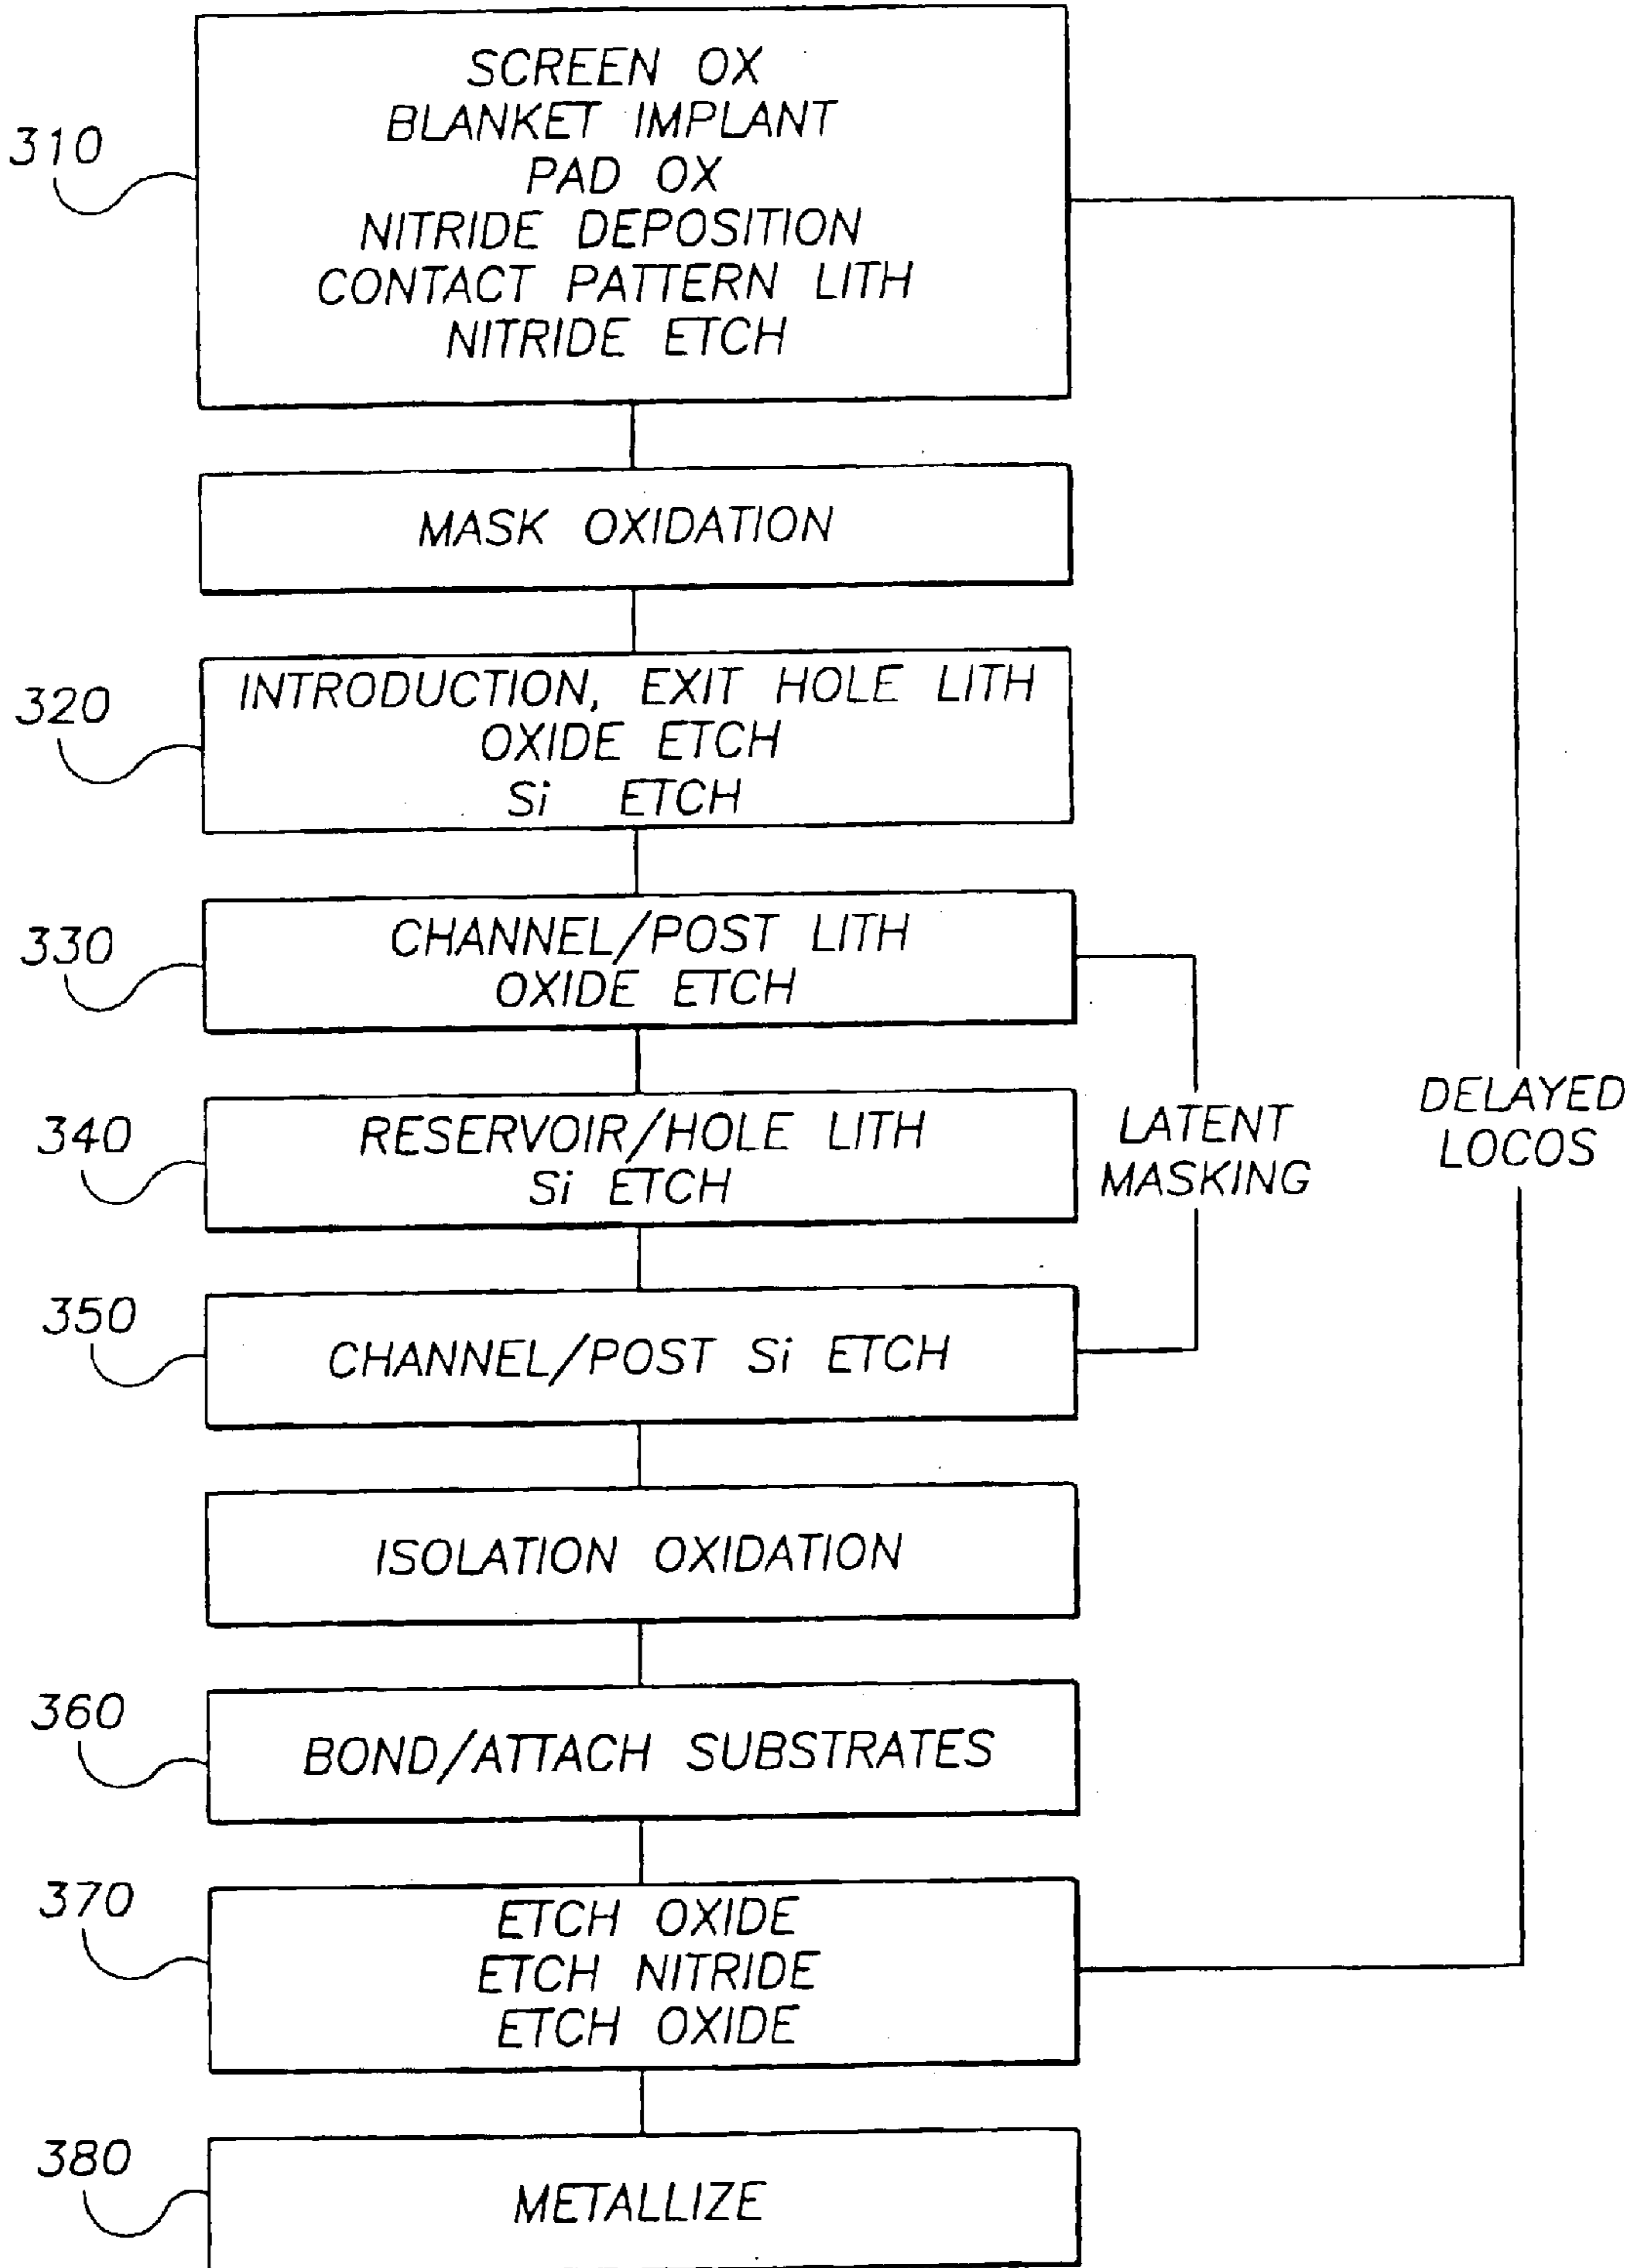 310
SCREEN OX
BLANKET IMPLANT
PAD OX
NITRIDE DEPOSITION
CONTACT PATTERN LITH
NITRIDE ETCH
MASK OXIDATION
320
INTRODUCTION, EXIT HOLE LITH
OXIDE ETCH
Si ETCH
330
CHANNEL/POST LITH
OXIDE ETCH
340
RESERVOIR/HOLE LITH
Si ETCH
LATENT
MASKING
DELAYED
LOCOS
350
CHANNEL/POST Si ETCH
ISOLATION OXIDATION
360
BOND/ATTACH SUBSTRATES
370
ETCH OXIDE
ETCH NITRIDE
ETCH OXIDE
380
METALLIZE